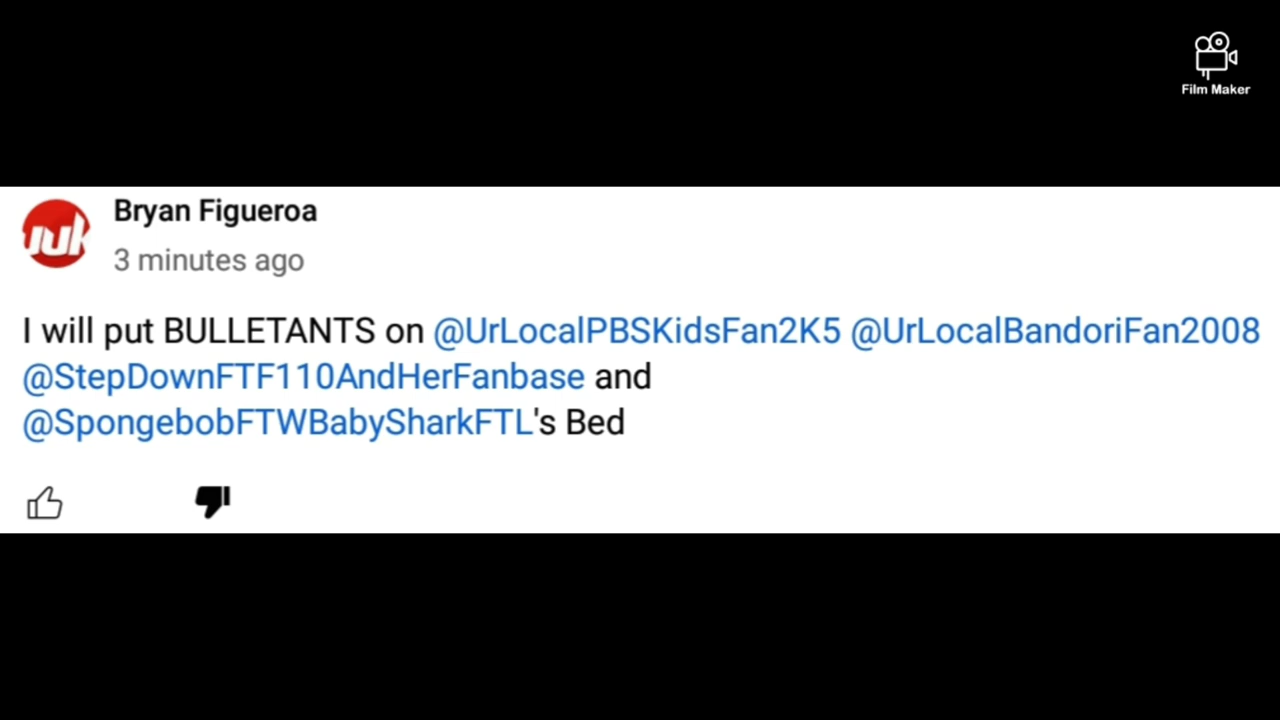 Film Maker
Bryan Figueroa
3 minutes ago
I will put BULLETANTS on @UrLocalPBSKidsFan2K5 @UrLocalBandoriFan2008
@StepDownFTF110AndHerFanbase and
@SpongebobFTWBabySharkFTL's Bed